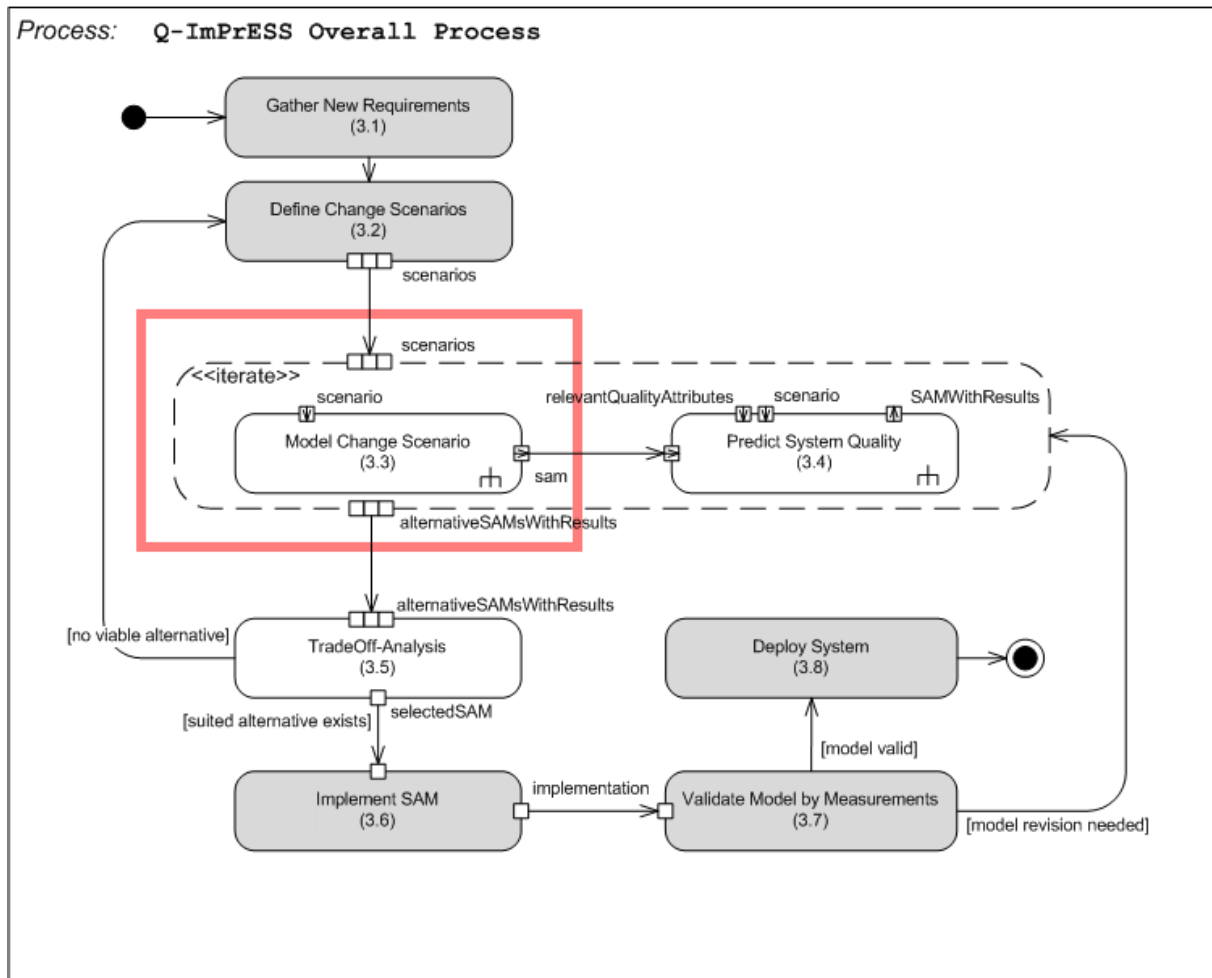 Process: Q-ImPrESS Overall Process
Gather New Requirements
(3.1)
Define Change Scenarios
(3.2)
scenarios
scenarios
<<iterate>>
scenario
relevantQualityAttributes
scenario
SAMWithResults
Model Change Scenario
(3.3)
sam
Predict System Quality
(3.4)
alternativeSAMsWithResults
alternativeSAMsWithResults
[no viable alternative]
TradeOff-Analysis
(3.5)
Deploy System
(3.8)
[suited alternative exists]
selectedSAM
[model valid]
Implement SAM
(3.6)
implementation
Validate Model by Measurements
(3.7)
[model revision needed]